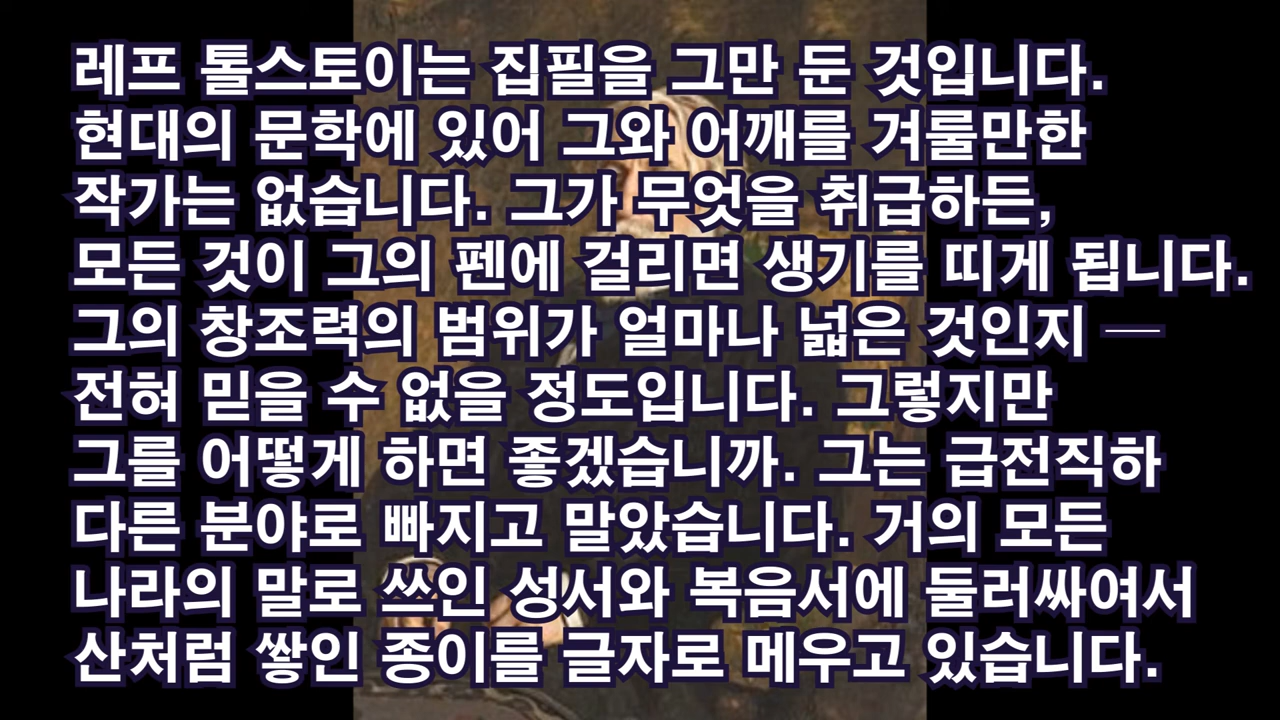 레프 톨스토이는 집필을 그만 둔 것입니다.
현대의 문학에 있어 그와 어깨를 겨룰만한
작가는 없습니다. 그가 무엇을 취급하든,
모든 것이 그의 펜에 걸리면 생기를 띠게 됩니다.
그의 창조력의 범위가 얼마나 넓은 것인지 ―
전혀 믿을 수 없을 정도입니다. 그렇지만
그를 어떻게 하면 좋겠습니까. 그는 급전직하
다른 분야로 빠지고 말았습니다. 거의 모든
나라의 말로 쓰인 성서와 복음서에 둘러싸여서
산처럼 쌓인 종이를 글자로 메우고 있습니다.